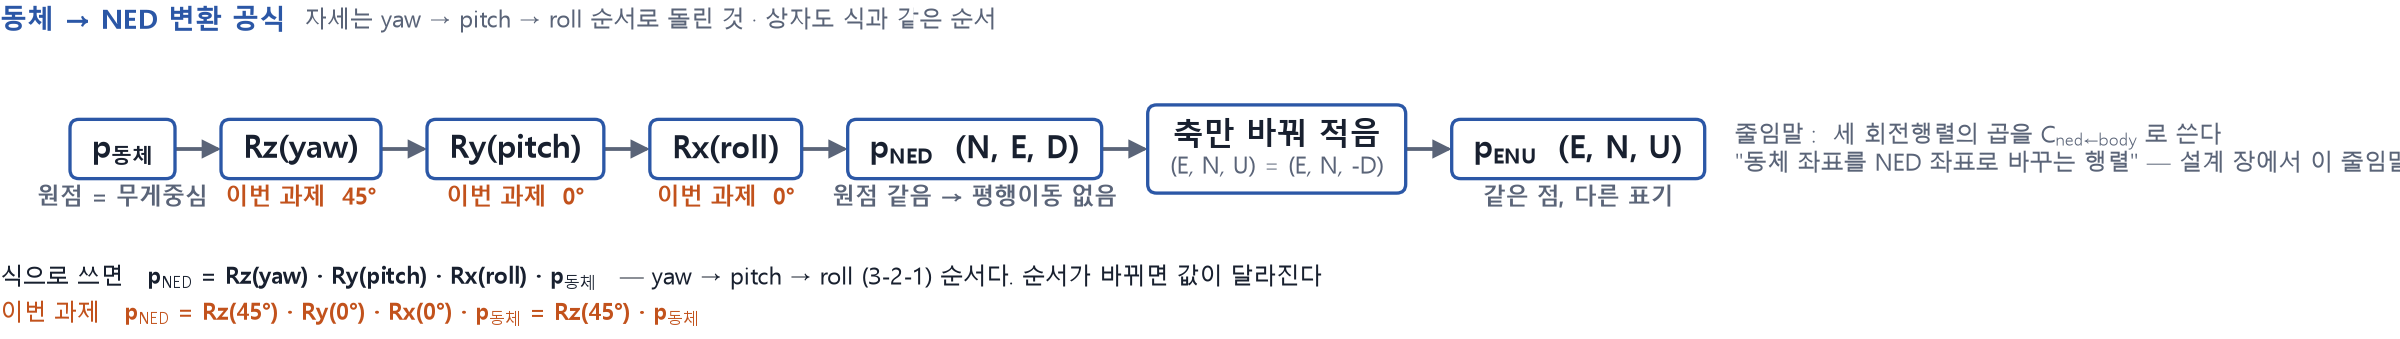 동체 → NED 변환 공식 자세는 yaw → pitch → roll 순서로 돌린 것 · 상자도 식과 같은 순서
p동체 Rz(yaw) Ry(pitch) Rx(roll) pNED (N, E, D) 축만 바꿔 적음 pENU (E, N, U)
(E, N, U) = (E, N, -D)
줄임말 : 세 회전행렬의 곱을 Cned←body 로 쓴다
"동체 좌표를 NED 좌표로 바꾸는 행렬" — 설계 장에서 이 줄임말
원점 = 무게중심 이번 과제 45° 이번 과제 0° 이번 과제 0° 원점 같음 → 평행이동 없음 같은 점, 다른 표기
식으로 쓰면 pNED = Rz(yaw) · Ry(pitch) · Rx(roll) · p동체 — yaw → pitch → roll (3-2-1) 순서다. 순서가 바뀌면 값이 달라진다
이번 과제 pNED = Rz(45°) · Ry(0°) · Rx(0°) · p동체 = Rz(45°) · p동체